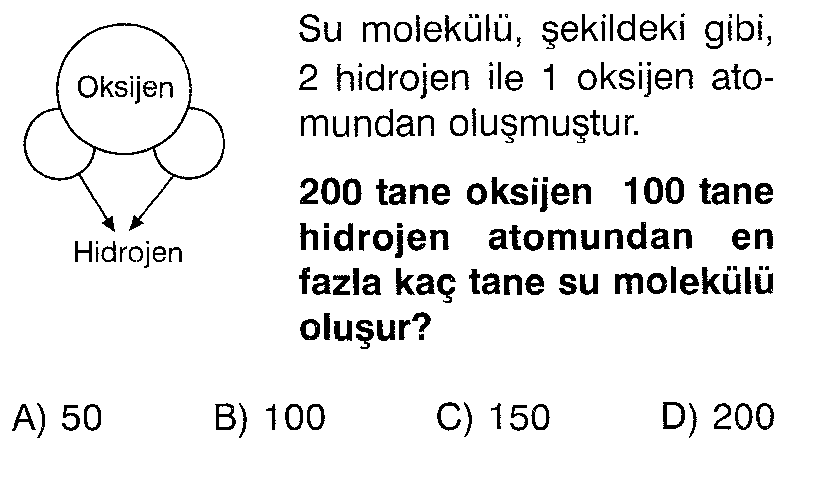 Oksijen
Hidrojen
Su molekülü, şekildeki gibi,
2 hidrojen ile 1 oksijen ato-
mundan oluşmuştur.
200 tane oksijen 100 tane
hidrojen atomundan en
fazla kaç tane su molekülü
oluşur?
A) 50 B) 100 C) 150 D) 200